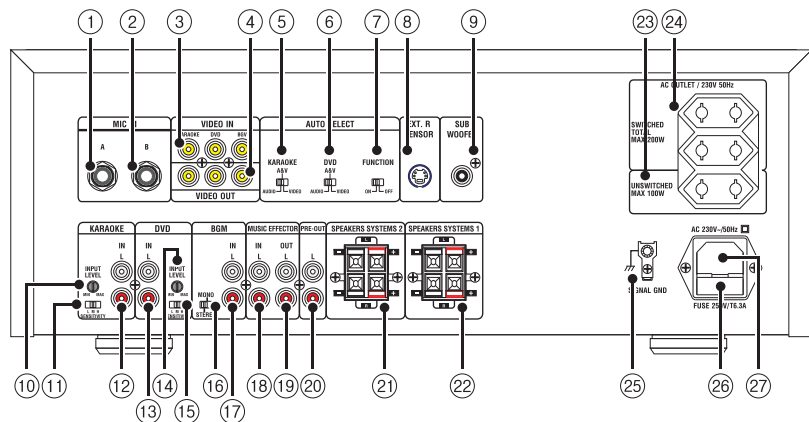 1 2 3 4 5 6 7 8 9 23 24
AC OUTLET / 230V 50Hz
MIC IN
VIDEO IN
AUTO SELECT
EXT. R
SENSOR
SUB
WOOFER
A B
KARAOKE DVD BGV
VIDEO OUT
KARAOKE
A&V
AUDIO VIDEO
DVD
A&V
AUDIO VIDEO
FUNCTION
ON OFF
SWITCHED
TOTAL
MAX 200W
UNSWITCHED
MAX 100W
KARAOKE DVD BGM MUSIC EFFECTOR PRE-OUT SPEAKERS SYSTEMS 2 SPEAKERS SYSTEMS 1
IN IN IN IN OUT
L L L L L L
INPUT
LEVEL
MIN MAX
L M H
SENSITIVITY
INPUT
LEVEL
MIN MAX
L M H
SENSITIVITY
MONO
STEREO
AC 230V~/50Hz
SIGNAL GND
FUSE 250V/T6.3A
10 11 12 13 14 15 16 17 18 19 20 21 22 25 26 27